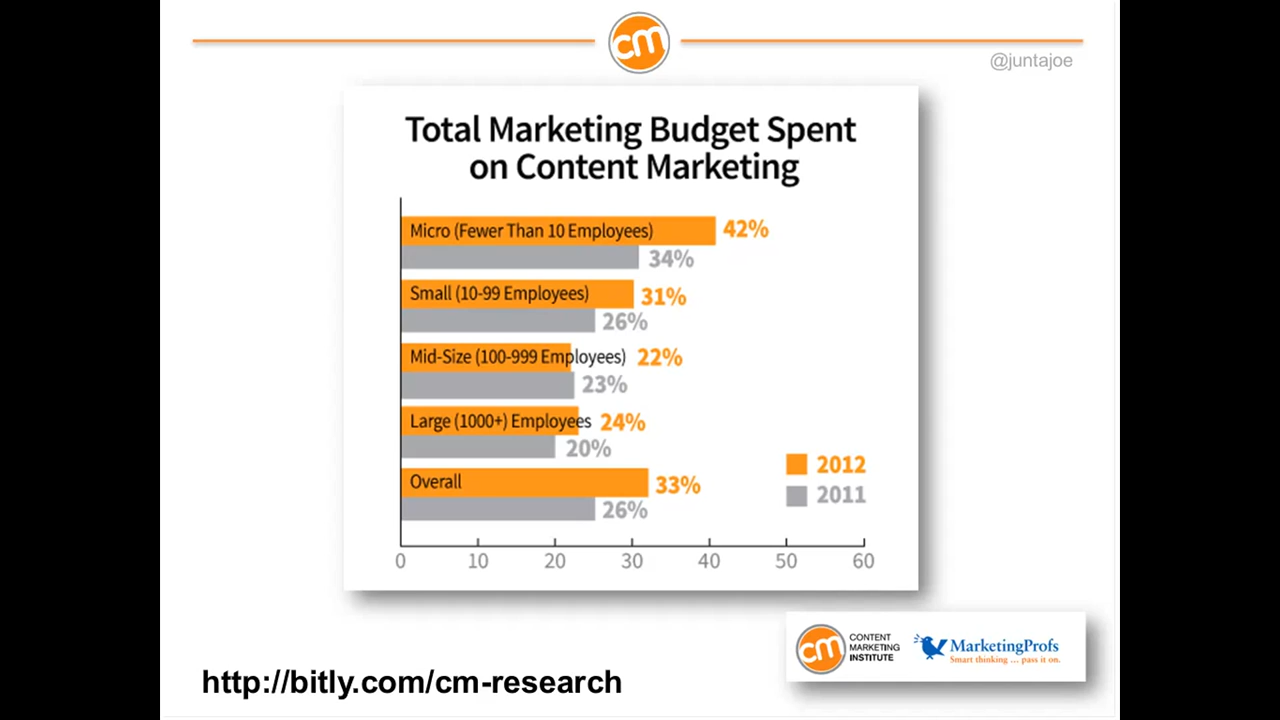 cm
@juntajoe
Total Marketing Budget Spent
on Content Marketing
Micro (Fewer Than 10 Employees) 42%
34%
Small (10-99 Employees) 31%
26%
Mid-Size (100-999 Employees) 22%
23%
Large (1000+) Employees 24%
20%
Overall 33%
26%
2012
2011
0 10 20 30 40 50 60
cm
CONTENT
MARKETING
INSTITUTE
MarketingProfs
Smart thinking ... pass it on.
http://bitly.com/cm-research